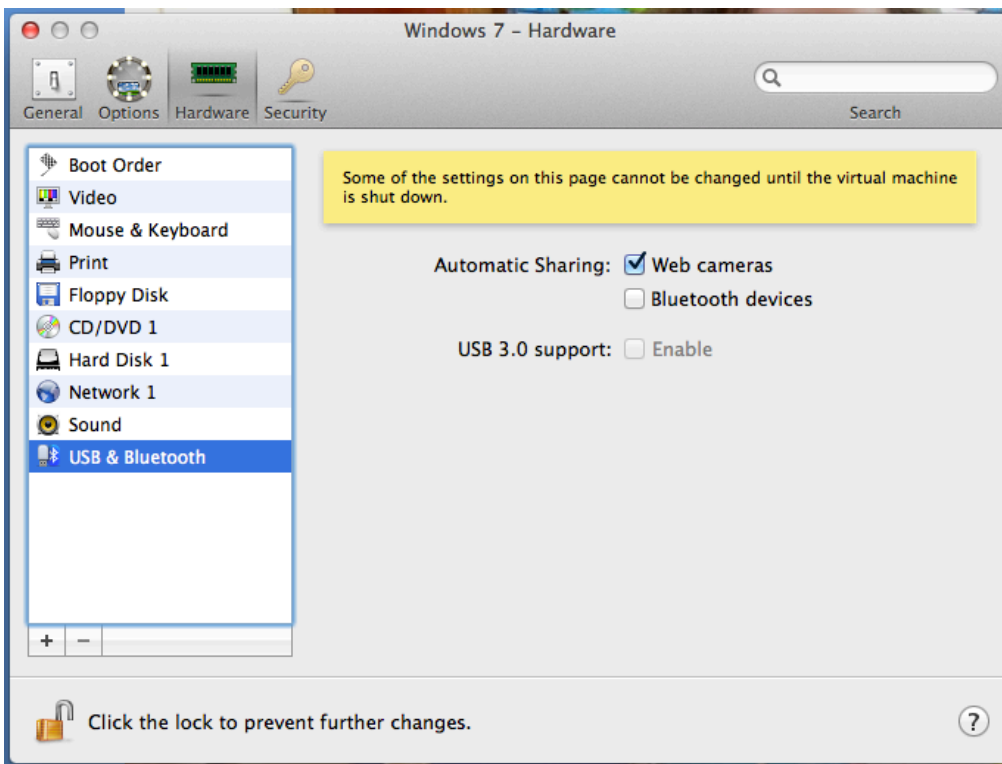 Windows 7 – Hardware
General Options Hardware Security
Search
Boot Order
Video
Mouse & Keyboard
Print
Floppy Disk
CD/DVD 1
Hard Disk 1
Network 1
Sound
USB & Bluetooth
+ –
Some of the settings on this page cannot be changed until the virtual machine
is shut down.
Automatic Sharing: Web cameras
Bluetooth devices
USB 3.0 support: Enable
Click the lock to prevent further changes.
?